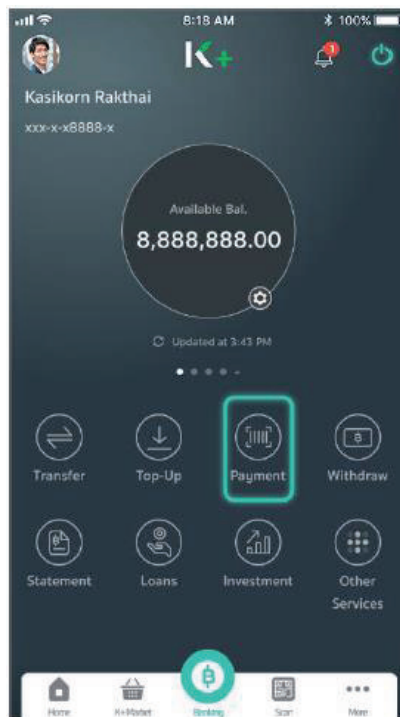 8:18 AM 100%
K+
1
Kasikorn Rakthai
xxx-x-x8888-x
Available Bal.
8,888,888.00
Updated at 3:43 PM
Transfer Top-Up Payment Withdraw
Statement Loans Investment Other
Services
Home K+Market Banking Scan More